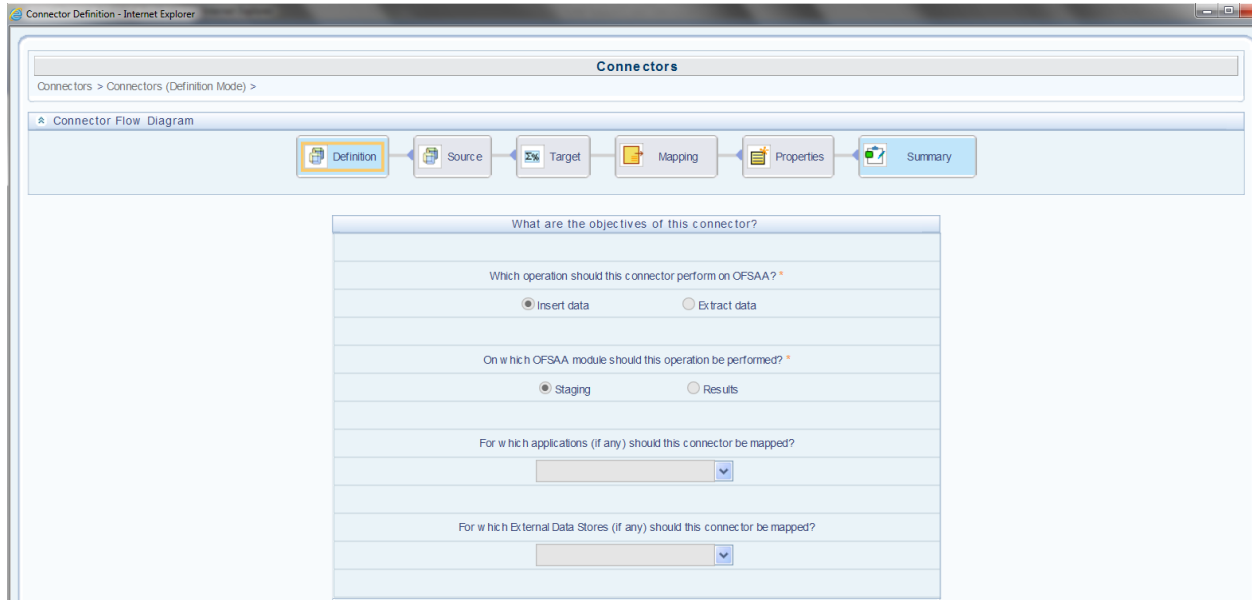 Connector Definition - Internet Explorer
Connectors
Connectors > Connectors (Definition Mode) >
Connector Flow Diagram
Definition Source Target Mapping Properties Summary
What are the objectives of this connector?
Which operation should this connector perform on OFSAA? *
Insert data Extract data
On which OFSAA module should this operation be performed? *
Staging Results
For which applications (if any) should this connector be mapped?
For which External Data Stores (if any) should this connector be mapped?